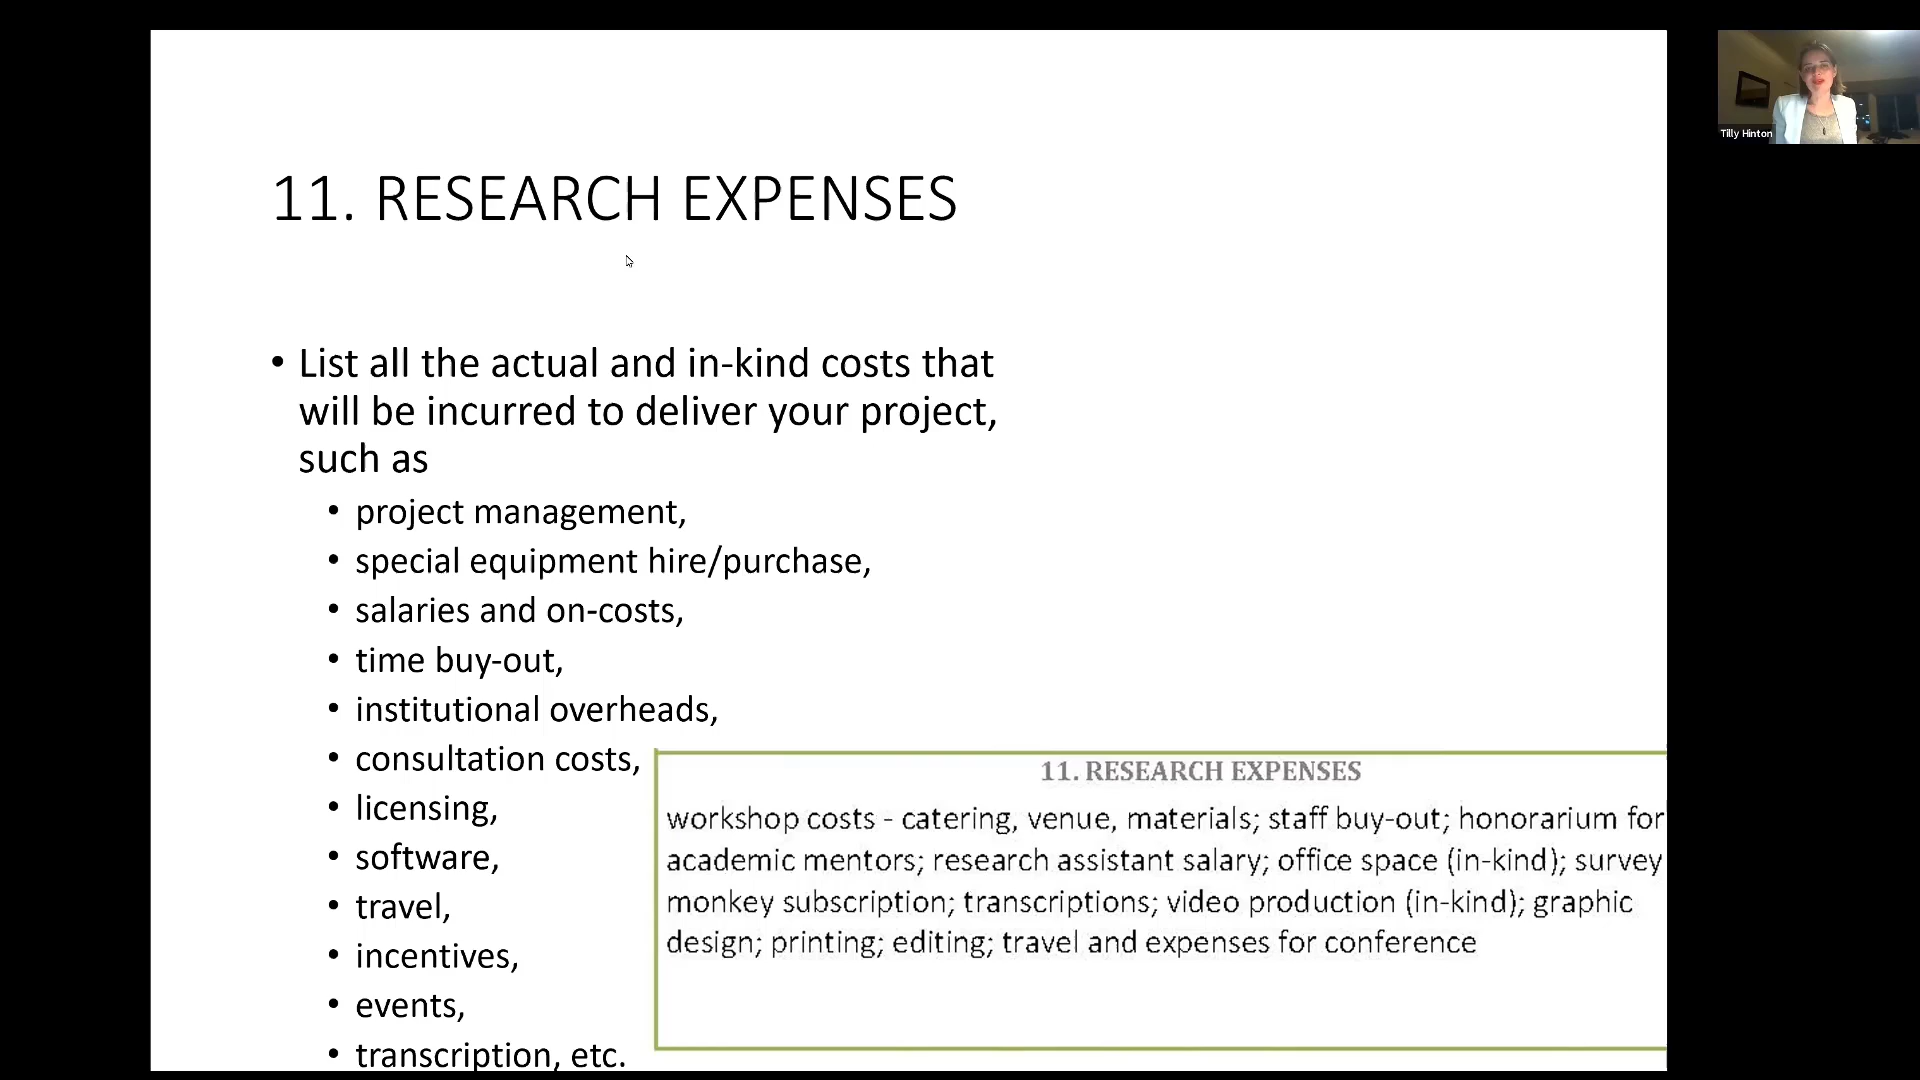 11. RESEARCH EXPENSES
• List all the actual and in-kind costs that
will be incurred to deliver your project,
such as
• project management,
• special equipment hire/purchase,
• salaries and on-costs,
• time buy-out,
• institutional overheads,
• consultation costs,
• licensing,
• software,
• travel,
• incentives,
• events,
• transcription, etc.
11. RESEARCH EXPENSES
workshop costs - catering, venue, materials; staff buy-out; honorarium for
academic mentors; research assistant salary; office space (in-kind); survey
monkey subscription; transcriptions; video production (in-kind); graphic
design; printing; editing; travel and expenses for conference
Tilly Hinton